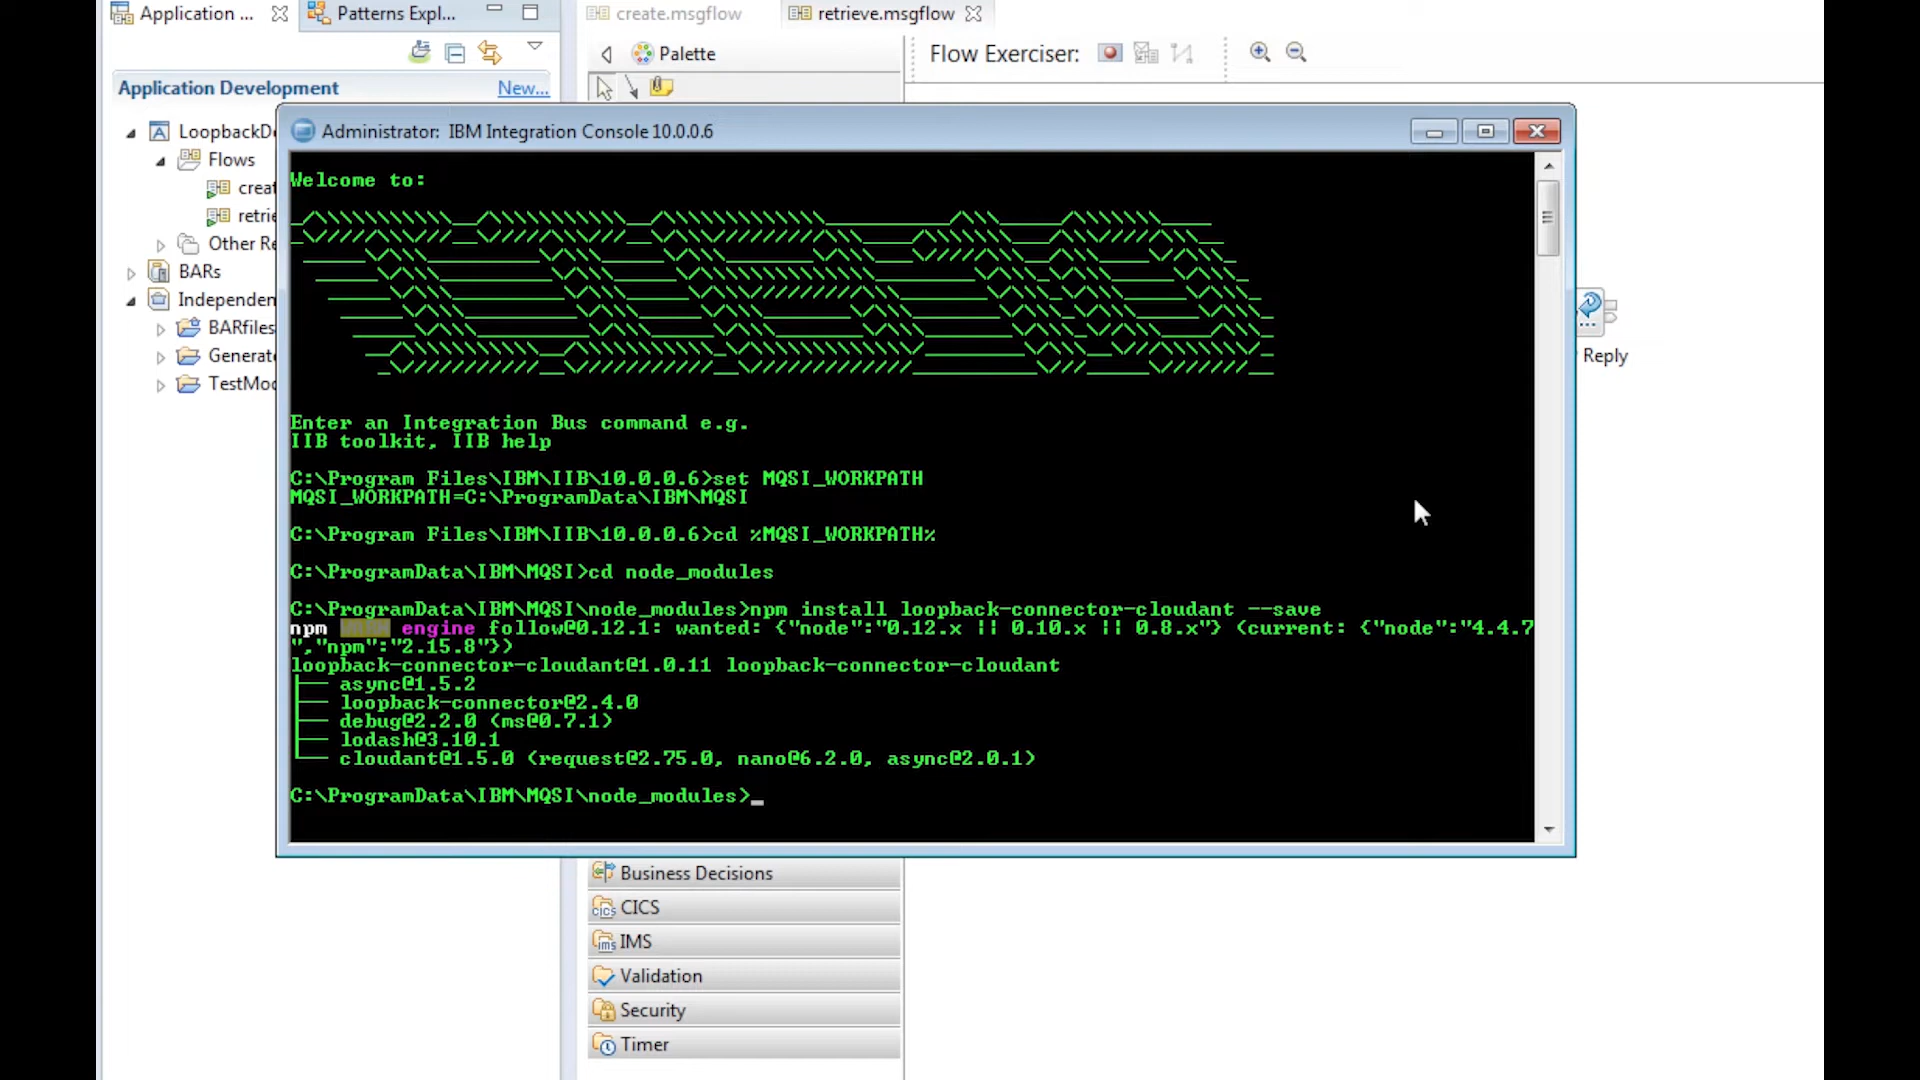 Application ...
Patterns Expl...
create.msgflow
retrieve.msgflow
Palette
Flow Exerciser:
Application Development
New...
Administrator: IBM Integration Console 10.0.0.6
LoopbackDe
Flows
creat
retrie
Other Re
BARs
Independen
BARfiles
Generate
TestMod
Welcome to:
Enter an Integration Bus command e.g.
IIB toolkit, IIB help
C:\Program Files\IBM\IIB\10.0.0.6>set MQSI_WORKPATH
MQSI_WORKPATH=C:\ProgramData\IBM\MQSI
C:\Program Files\IBM\IIB\10.0.0.6>cd %MQSI_WORKPATH%
C:\ProgramData\IBM\MQSI>cd node_modules
C:\ProgramData\IBM\MQSI\node_modules>npm install loopback-connector-cloudant --save
npm WARN engine follow@0.12.1: wanted: {"node":"0.12.x || 0.10.x || 0.8.x"} (current: {"node":"4.4.7
","npm":"2.15.8"})
loopback-connector-cloudant@1.0.11 loopback-connector-cloudant
├── async@1.5.2
├── loopback-connector@2.4.0
├── debug@2.2.0 (ms@0.7.1)
├── lodash@3.10.1
└── cloudant@1.5.0 (request@2.75.0, nano@6.2.0, async@2.0.1)
C:\ProgramData\IBM\MQSI\node_modules>_
Reply
Business Decisions
CICS
IMS
Validation
Security
Timer